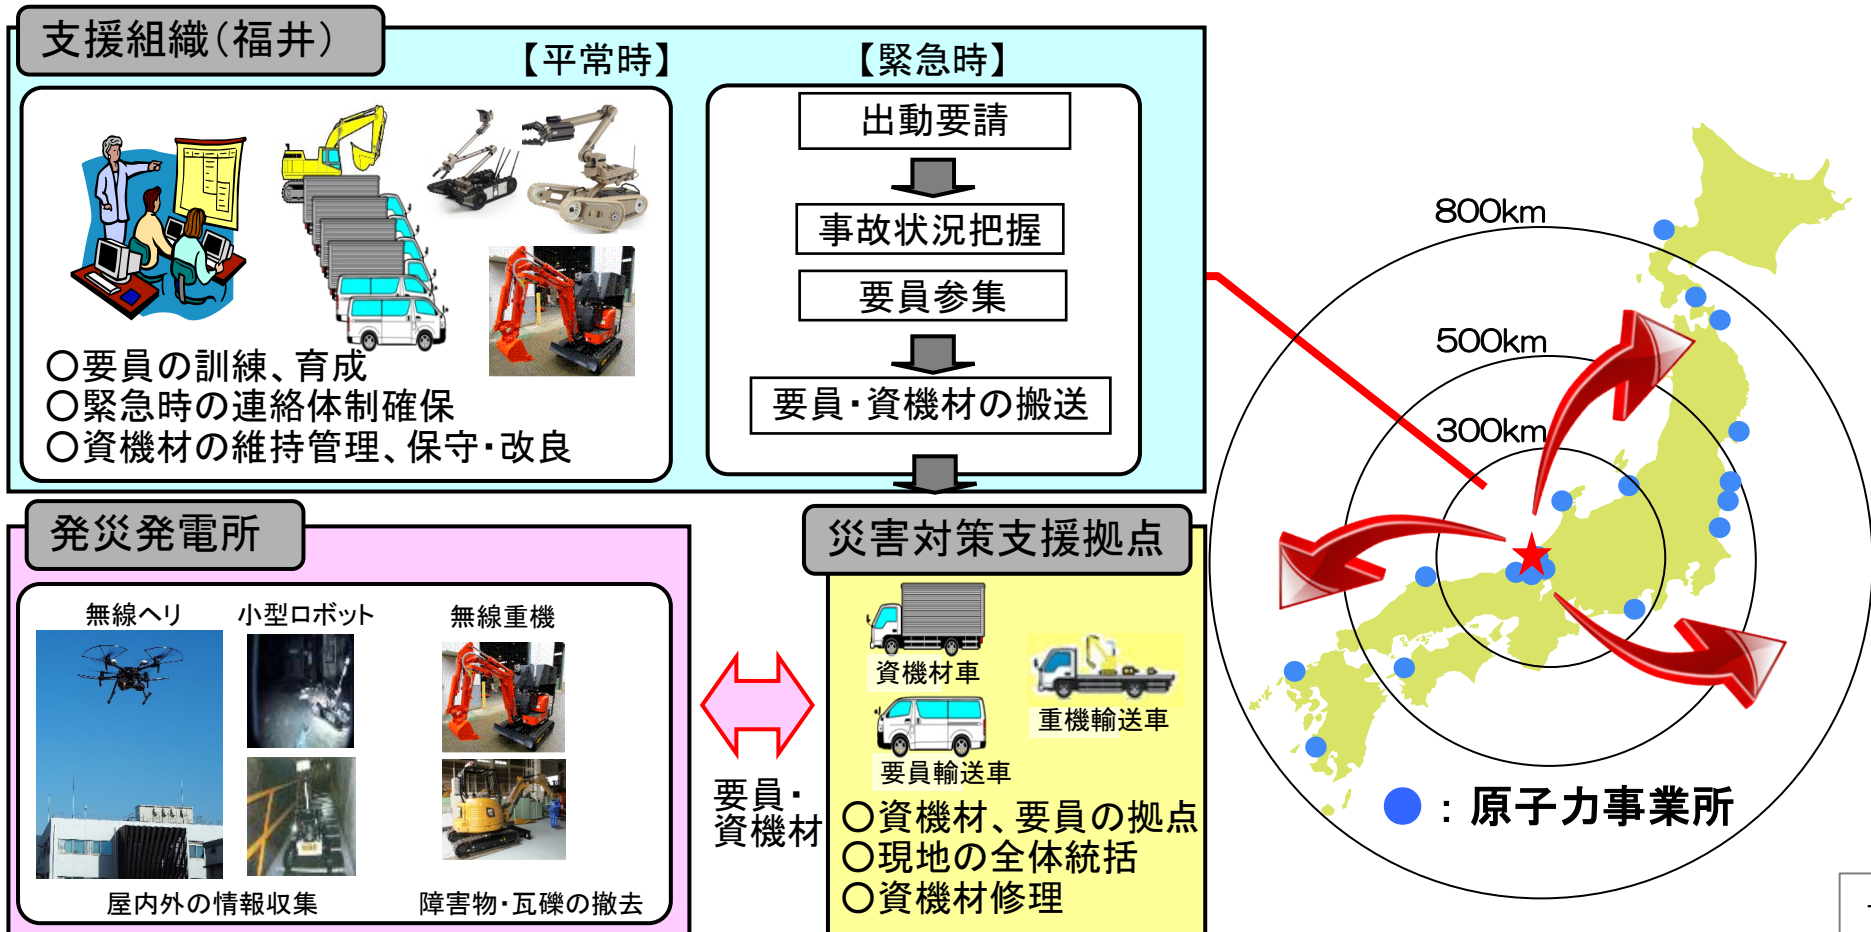 支援組織(福井)
【平常時】
【緊急時】
○要員の訓練、育成
○緊急時の連絡体制確保
○資機材の維持管理、保守・改良
出動要請
事故状況把握
要員参集
要員・資機材の搬送
発災発電所
無線ヘリ
小型ロボット
無線重機
屋内外の情報収集
障害物・瓦礫の撤去
要員・
資機材
災害対策支援拠点
資機材車
重機輸送車
要員輸送車
○資機材、要員の拠点
○現地の全体統括
○資機材修理
800km
500km
300km
：原子力事業所